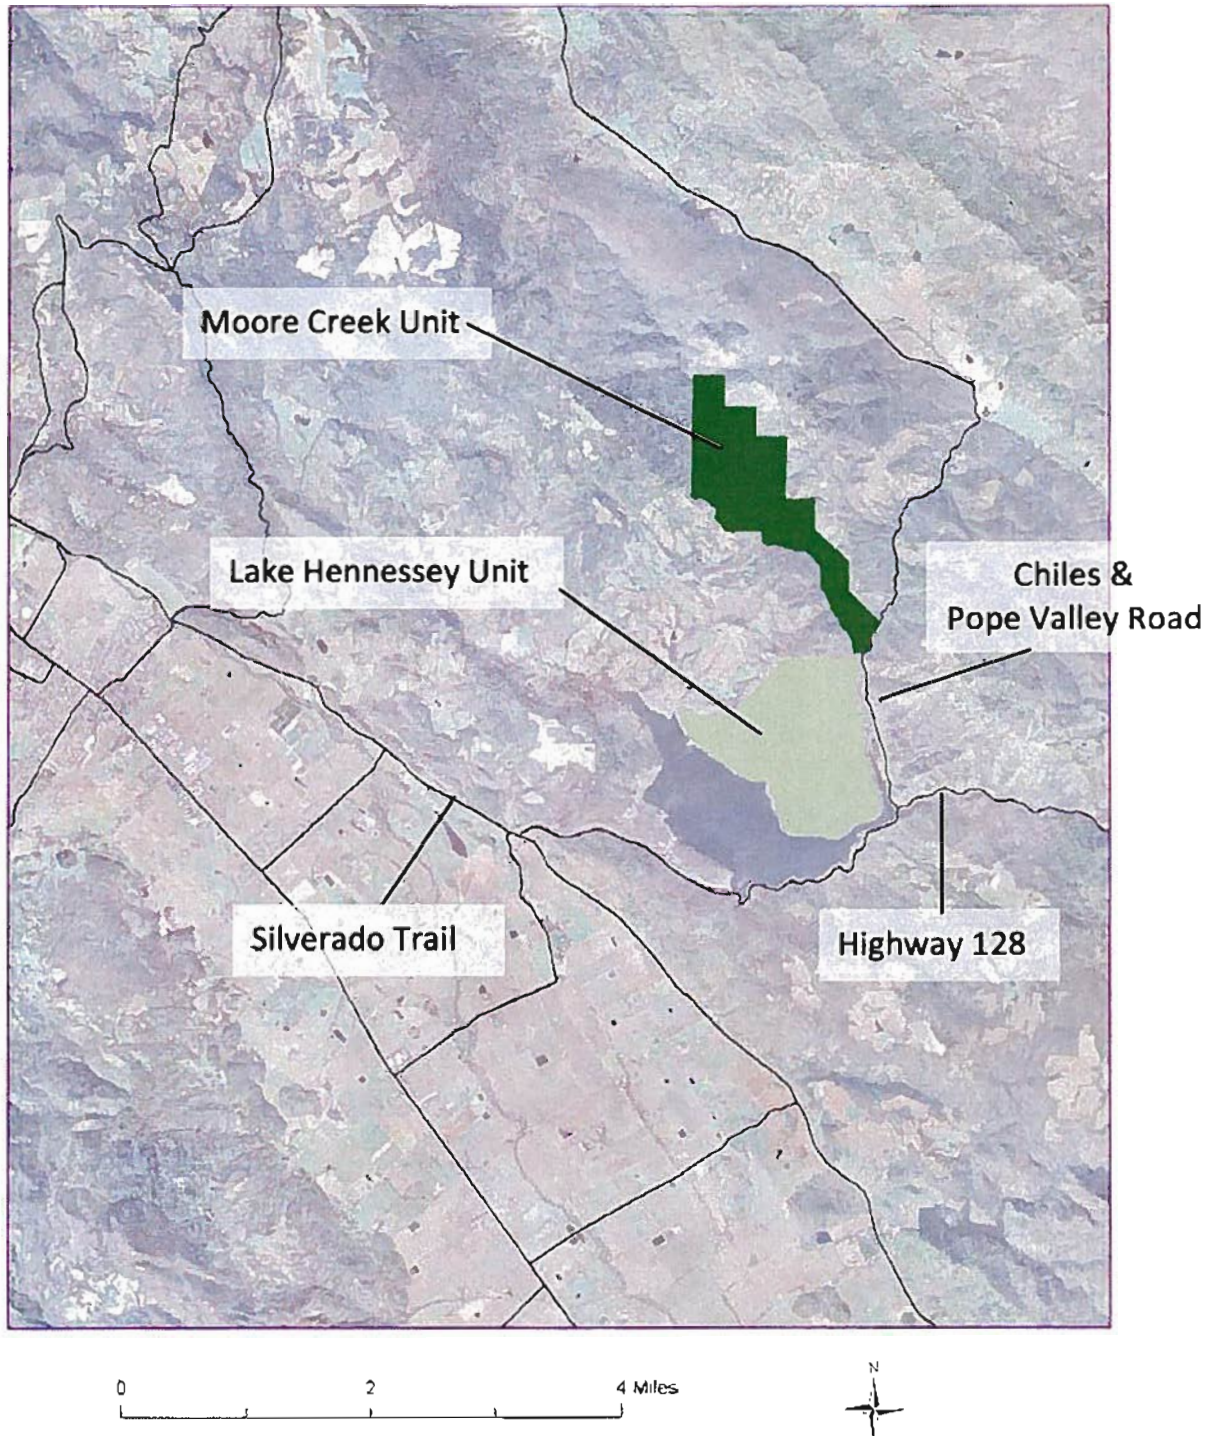 Moore Creek Unit
Lake Hennessey Unit
Chiles &
Pope Valley Road
Silverado Trail
Highway 128
0 2 4 Miles
N